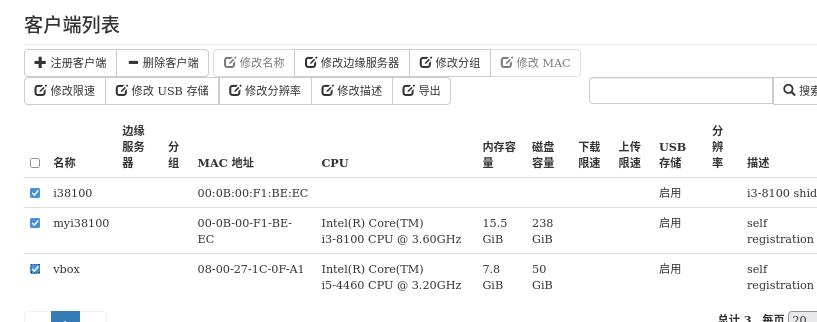 客户端列表
注册客户端 删除客户端 修改名称 修改边缘服务器 修改分组 修改 MAC
修改限速 修改 USB 存储 修改分辨率 修改描述 导出 搜索
名称 边缘服务器 分组 MAC 地址 CPU 内存容量 磁盘容量 下载限速 上传限速 USB 存储 分辨率 描述
i38100 00:0B:00:F1:BE:EC 启用 i3-8100 shid
myi38100 00-0B-00-F1-BE-EC Intel(R) Core(TM) i3-8100 CPU @ 3.60GHz 15.5 GiB 238 GiB 启用 self registration
vbox 08-00-27-1C-0F-A1 Intel(R) Core(TM) i5-4460 CPU @ 3.20GHz 7.8 GiB 50 GiB 启用 self registration
总计 3 每页 20